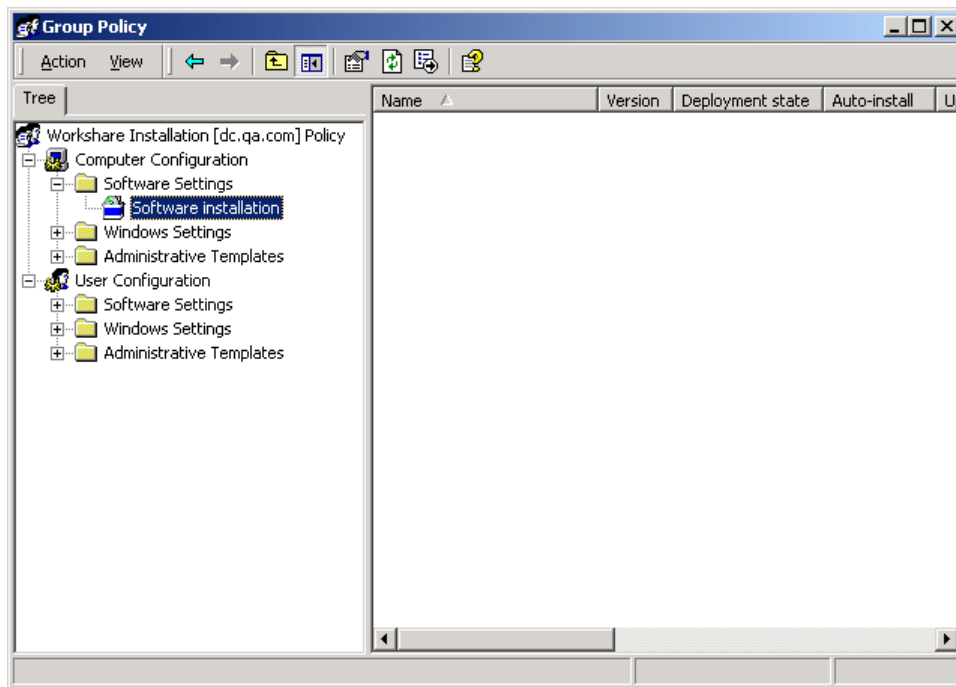 Group Policy
Action View
Tree
Name Version Deployment state Auto-install U
Workshare Installation [dc.qa.com] Policy
Computer Configuration
Software Settings
Software installation
Windows Settings
Administrative Templates
User Configuration
Software Settings
Windows Settings
Administrative Templates